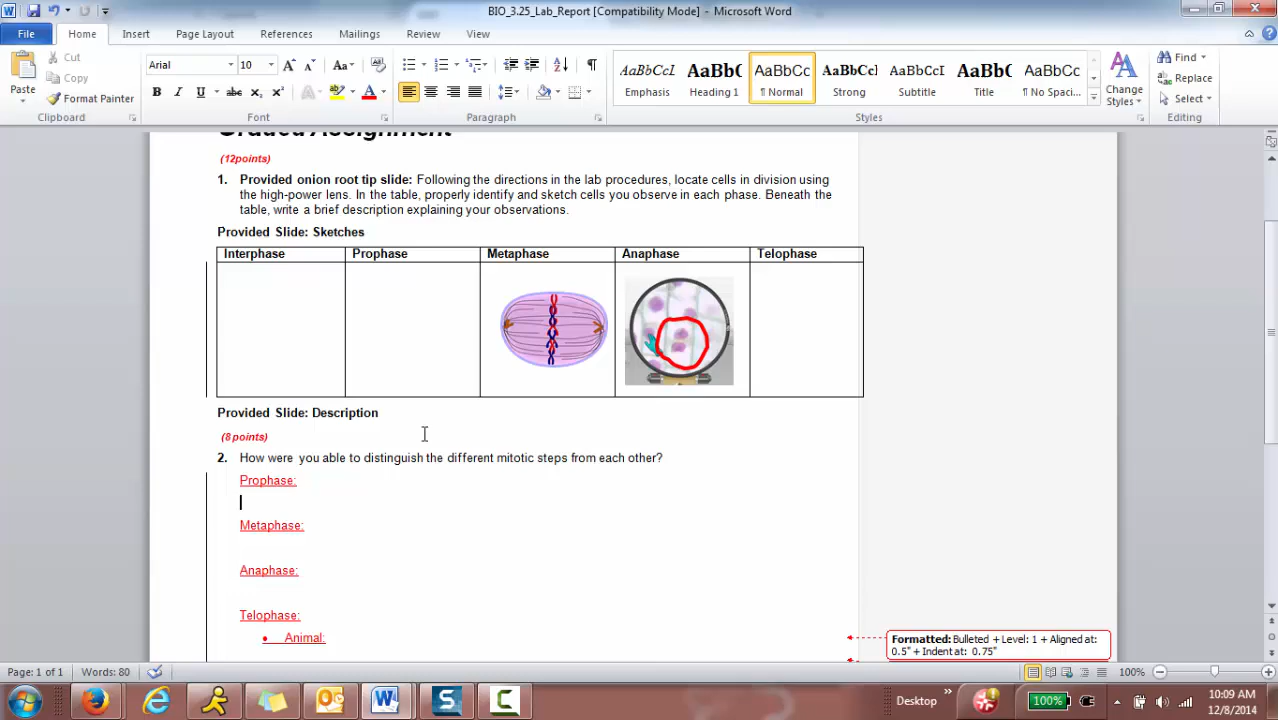 BIO_3.25_Lab_Report [Compatibility Mode] - Microsoft Word
File Home Insert Page Layout References Mailings Review View
Paste
Cut
Copy
Format Painter
Clipboard
Arial 10
Font
Paragraph
AaBbCcI AaBbC AaBbCc AaBbCc AaBbCcI AaBbC AaBbCc
Emphasis Heading 1 ¶ Normal Strong Subtitle Title ¶ No Spaci...
Styles
Change Styles
Find
Replace
Select
Editing
Graded Assignment
(12points)
1. Provided onion root tip slide: Following the directions in the lab procedures, locate cells in division using
the high-power lens. In the table, properly identify and sketch cells you observe in each phase. Beneath the
table, write a brief description explaining your observations.
Provided Slide: Sketches
Interphase Prophase Metaphase Anaphase Telophase
Provided Slide: Description
(8 points)
2. How were you able to distinguish the different mitotic steps from each other?
Prophase:
Metaphase:
Anaphase:
Telophase:
• Animal:
Formatted: Bulleted + Level: 1 + Aligned at:
0.5" + Indent at: 0.75"
Page: 1 of 1 Words: 80 100%
Desktop 100% 10:09 AM
12/8/2014